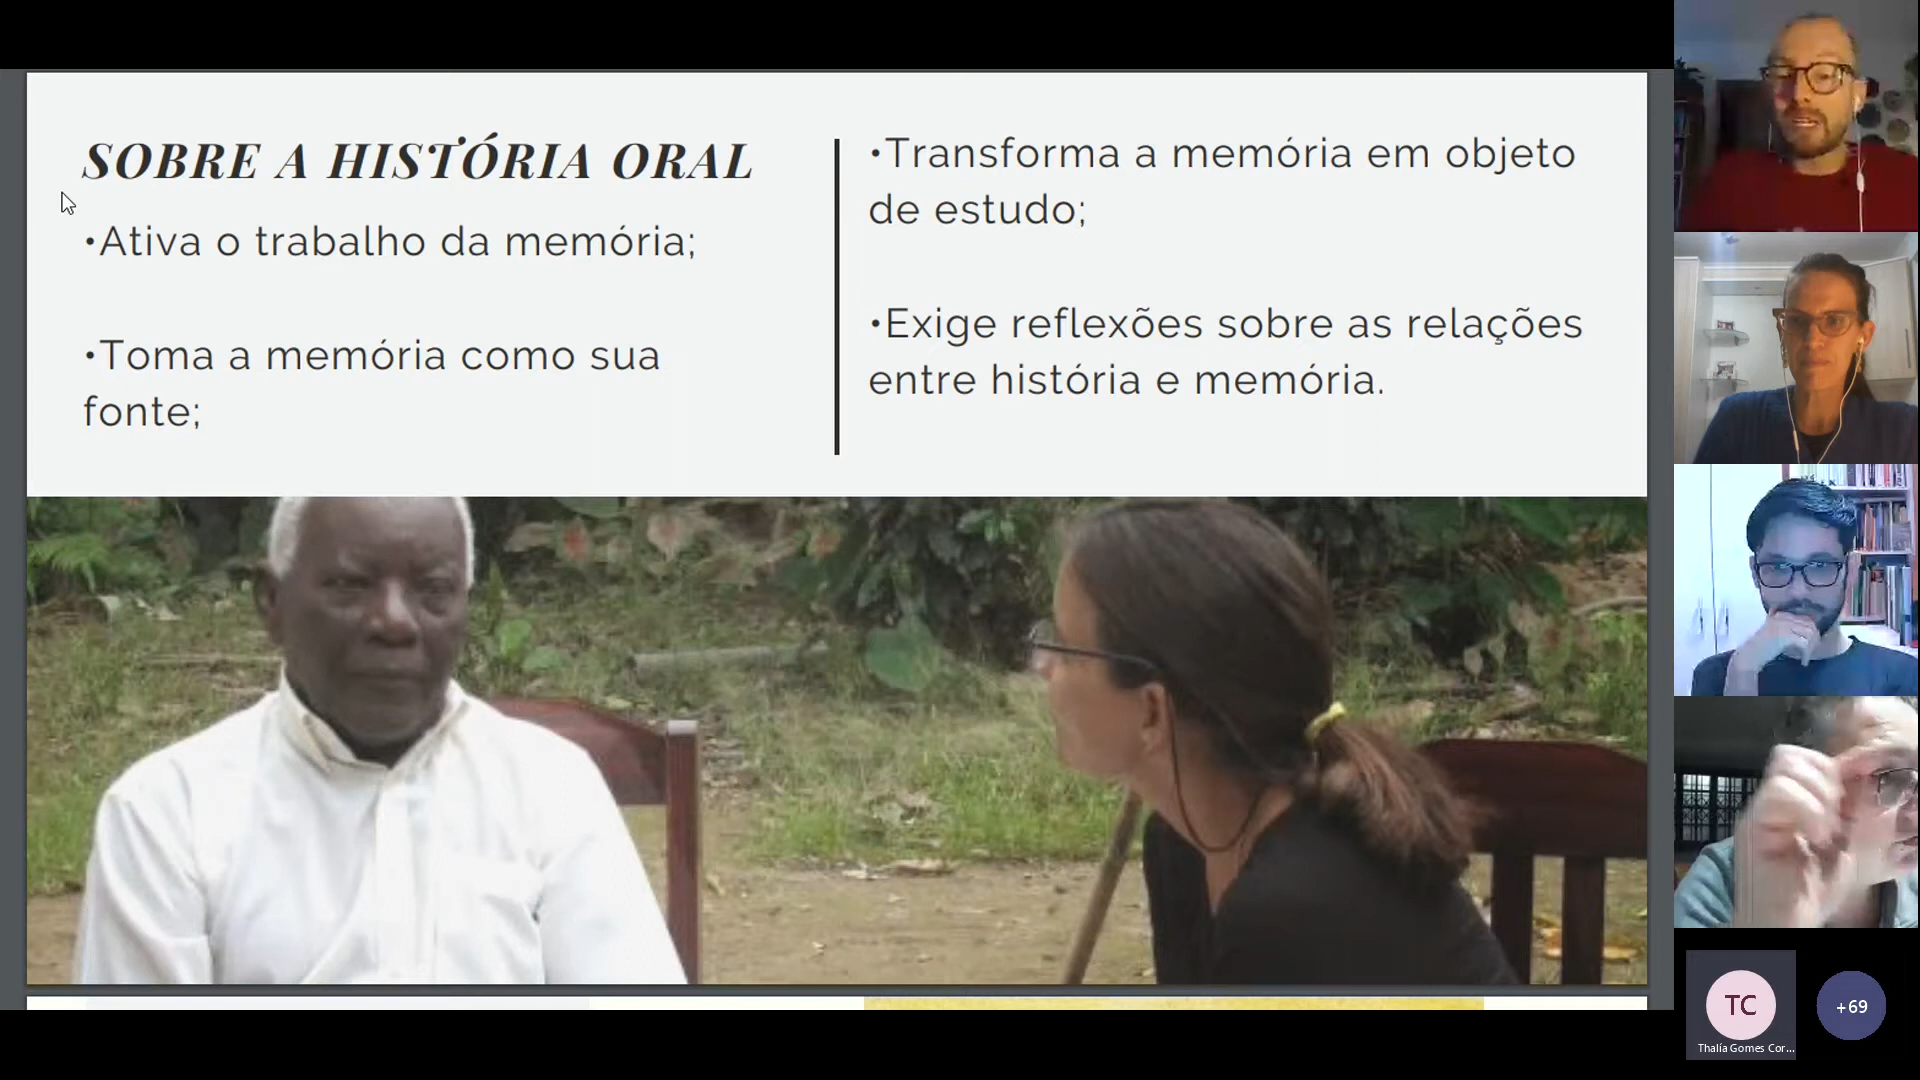 SOBRE A HISTÓRIA ORAL
•Ativa o trabalho da memória;
•Toma a memória como sua
fonte;
•Transforma a memória em objeto
de estudo;
•Exige reflexões sobre as relações
entre história e memória.
TC
Thalía Gomes Cor...
+69